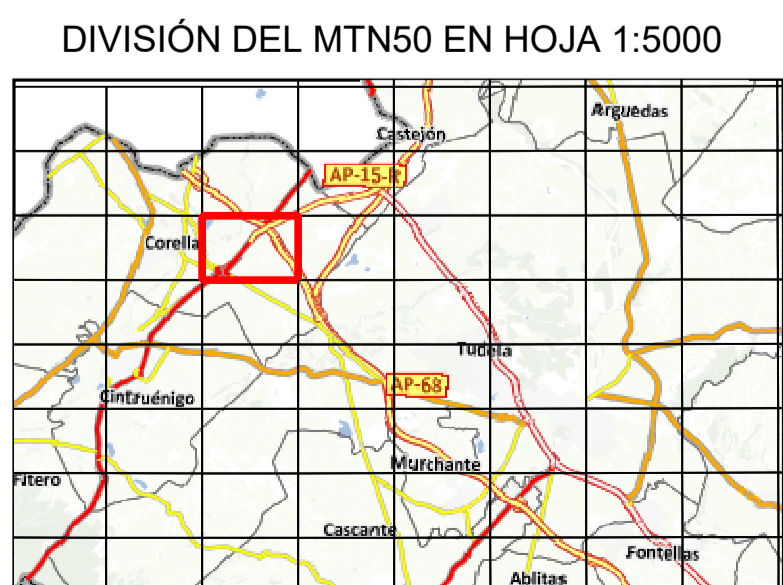 DIVISIÓN DEL MTN50 EN HOJA 1:5000
Arguedas
Castejón
AP-15-R
Corella
Tudela
AP-68
Cintruénigo
Murchante
Fitero
Cascante
Fontellas
Ablitas